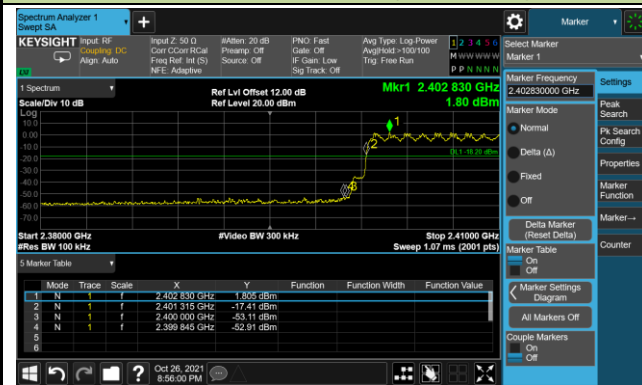 Spectrum Analyzer 1
Swept SA
Marker
KEYSIGHT
Input: RF
Coupling: DC
Align: Auto
Input Z: 50 Ω
Corr CCorr RCal
Freq Ref: Int (S)
NFE: Adaptive
#Atten: 20 dB
Preamp: Off
Source: Off
PNO: Fast
Gate: Off
IF Gain: Low
Sig Track: Off
Avg Type: Log-Power
Avg|Hold >100/100
Trig: Free Run
1 2 3 4 5 6
M W W W W W
P P N N N N
Select Marker
Marker 1
1 Spectrum
Scale/Div 10 dB
Log
Ref Lvl Offset 12.00 dB
Ref Level 20.00 dBm
Mkr1 2.402 830 GHz
1.80 dBm
10.0
0.00
-10.0
-20.0
-30.0
-40.0
-50.0
-60.0
-70.0
1
2
DL1 -18.20 dBm
Start 2.38000 GHz
#Res BW 100 kHz
#Video BW 300 kHz
Stop 2.41000 GHz
Sweep 1.07 ms (2001 pts)
5 Marker Table
Mode Trace Scale X Y Function Function Width Function Value
1 N 1 f 2.402 830 GHz 1.805 dBm
2 N 1 f 2.401 315 GHz -17.41 dBm
3 N 1 f 2.400 000 GHz -53.11 dBm
4 N 1 f 2.399 845 GHz -52.91 dBm
5
6
Marker Frequency
2.402830000 GHz
Marker Mode
Normal
Delta (Δ)
Fixed
Off
Delta Marker
(Reset Delta)
Marker Table
On
Off
Marker Settings
Diagram
All Markers Off
Couple Markers
On
Off
Settings
Peak
Search
Pk Search
Config
Properties
Marker
Function
Marker→
Counter
Oct 26, 2021
8:56:00 PM